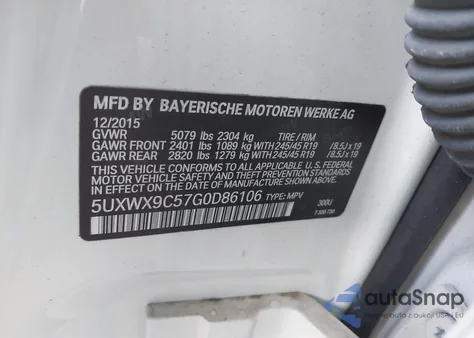 MFD BY BAYERISCHE MOTOREN WERKE AG
12/2015
GVWR 5079 lbs 2304 kg TIRE / RIM
GAWR FRONT 2401 lbs 1089 kg WITH 245/45 R19 /8.5J x 19
GAWR REAR 2820 lbs 1279 kg WITH 245/45 R19 /8.5J x 19
THIS VEHICLE CONFORMS TO ALL APPLICABLE U.S. FEDERAL
MOTOR VEHICLE SAFETY AND THEFT PREVENTION STANDARDS
IN EFFECT ON THE DATE OF MANUFACTURE SHOWN ABOVE.
5UXWX9C57G0D86106 TYPE: MPV 300U
autoSnap